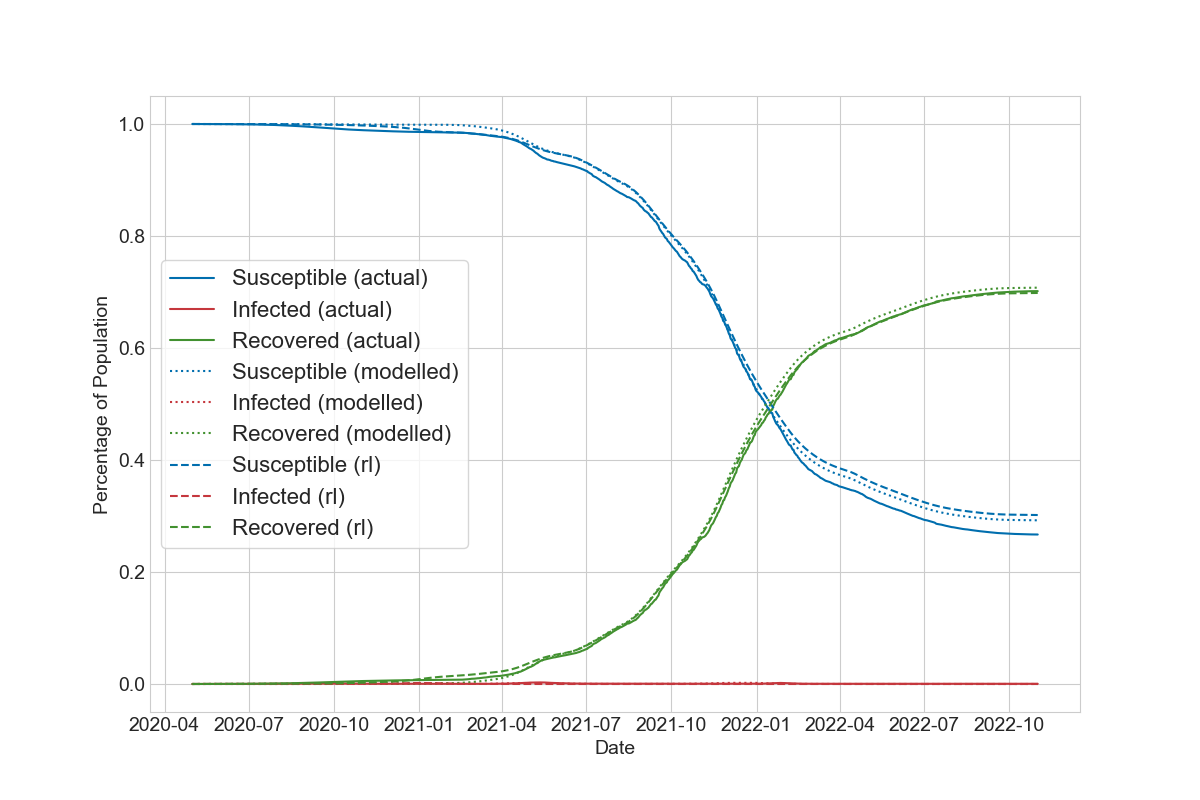 1.0
0.8
0.6
0.4
0.2
0.0
Percentage of Population
Susceptible (actual)
Infected (actual)
Recovered (actual)
Susceptible (modelled)
Infected (modelled)
Recovered (modelled)
Susceptible (rl)
Infected (rl)
Recovered (rl)
2020-04 2020-07 2020-10 2021-01 2021-04 2021-07 2021-10 2022-01 2022-04 2022-07 2022-10
Date